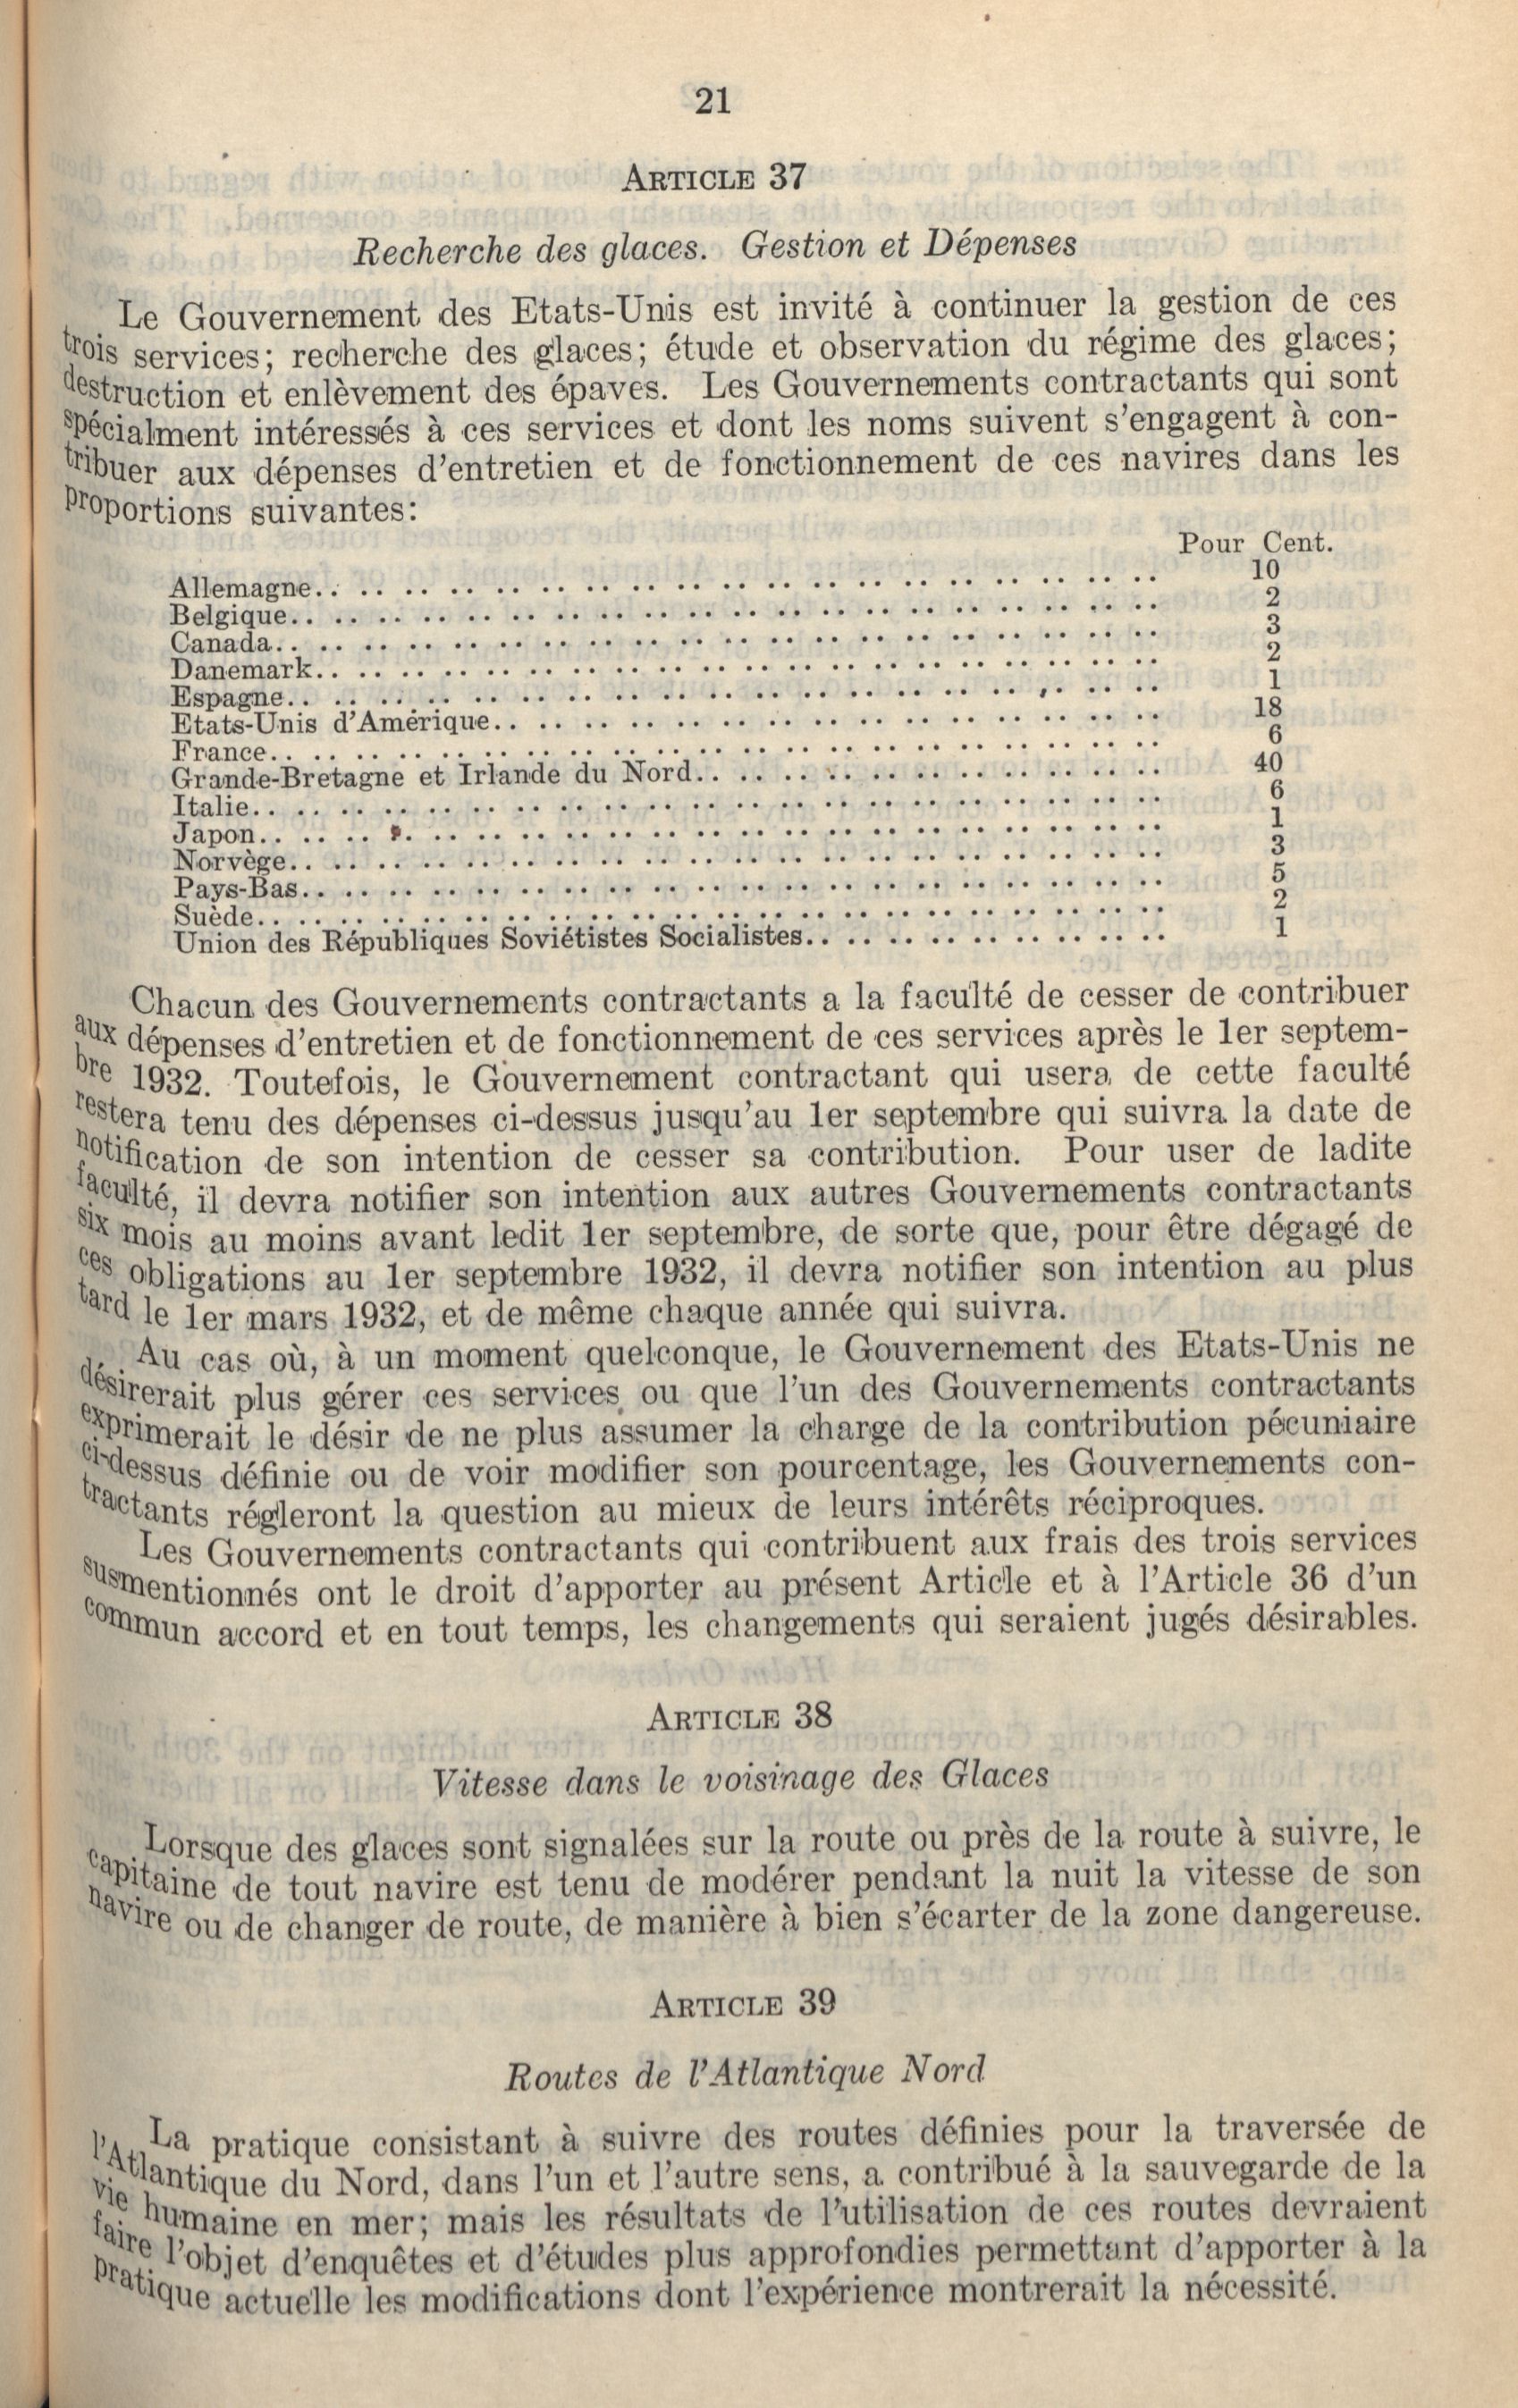 21
ARTICLE 37
Recherche des glaces. Gestion et Dépenses
Le Gouvernement des Etats-Unis est invité à continuer la gestion de ces
trois services; recherche des glaces; étude et observation du régime des glaces;
destruction et enlèvement des épaves. Les Gouvernements contractants qui sont
spécialment intéressés à ces services et dont les noms suivent s'engagent à con-
tribuer aux dépenses d'entretien et de fonctionnement de ces navires dans les
proportions suivantes:
Pour Cent.
Allemagne.. .. .. .. .. .. .. .. .. .. .. .. .. .. .. .. .. .. .. 10
Belgique.. .. .. .. .. .. .. .. .. .. .. .. .. .. .. .. .. .. .. .. 2
Canada.. .. .. .. .. .. .. .. .. .. .. .. .. .. .. .. .. .. .. .. 3
Danemark.. .. .. .. .. .. .. .. .. .. .. .. .. .. .. .. .. .. .. .. 2
Espagne.. .. .. .. .. .. .. .. .. .. .. .. .. .. .. .. .. .. .. .. 1
Etats-Unis d'Amérique.. .. .. .. .. .. .. .. .. .. .. .. .. .. .. 18
France.. .. .. .. .. .. .. .. .. .. .. .. .. .. .. .. .. .. .. .. .. 6
Grande-Bretagne et Irlande du Nord.. .. .. .. .. .. .. .. .. .. .. 40
Italie.. .. .. .. .. .. .. .. .. .. .. .. .. .. .. .. .. .. .. .. .. 6
Japon.. .. .. .. .. .. .. .. .. .. .. .. .. .. .. .. .. .. .. .. .. 1
Norvège.. .. .. .. .. .. .. .. .. .. .. .. .. .. .. .. .. .. .. .. 3
Pays-Bas.. .. .. .. .. .. .. .. .. .. .. .. .. .. .. .. .. .. .. .. 5
Suède.. .. .. .. .. .. .. .. .. .. .. .. .. .. .. .. .. .. .. .. .. .. 2
Union des Républiques Soviétistes Socialistes.. .. .. .. .. .. .. .. .. 1
Chacun des Gouvernements contractants a la faculté de cesser de contribuer
aux dépenses d'entretien et de fonctionnement de ces services après le 1er septem-
bre 1932. Toutefois, le Gouvernement contractant qui usera de cette faculté
restera tenu des dépenses ci-dessus jusqu'au 1er septembre qui suivra la date de
notification de son intention de cesser sa contribution. Pour user de ladite
faculté, il devra notifier son intention aux autres Gouvernements contractants
six mois au moins avant ledit 1er septembre, de sorte que, pour être dégagé de
ces obligations au 1er septembre 1932, il devra notifier son intention au plus
tard le 1er mars 1932, et de même chaque année qui suivra.
Au cas où, à un moment quelconque, le Gouvernement des Etats-Unis ne
désirerait plus gérer ces services ou que l'un des Gouvernements contractants
exprimerait le désir de ne plus assumer la charge de la contribution pécuniaire
ci-dessus définie ou de voir modifier son pourcentage, les Gouvernements con-
tractants régleront la question au mieux de leurs intérêts réciproques.
Les Gouvernements contractants qui contribuent aux frais des trois services
susmentionnés ont le droit d'apporter au présent Article et à l'Article 36 d'un
commun accord et en tout temps, les changements qui seraient jugés désirables.
ARTICLE 38
Vitesse dans le voisinage des Glaces
Lorsque des glaces sont signalées sur la route ou près de la route à suivre, le
capitaine de tout navire est tenu de modérer pendant la nuit la vitesse de son
navire ou de changer de route, de manière à bien s'écarter de la zone dangereuse.
ARTICLE 39
Routes de l'Atlantique Nord
La pratique consistant à suivre des routes définies pour la traversée de
l'Atlantique du Nord, dans l'un et l'autre sens, a contribué à la sauvegarde de la
vie humaine en mer; mais les résultats de l'utilisation de ces routes devraient
faire l'objet d'enquêtes et d'études plus approfondies permettant d'apporter à la
pratique actuelle les modifications dont l'expérience montrerait la nécessité.